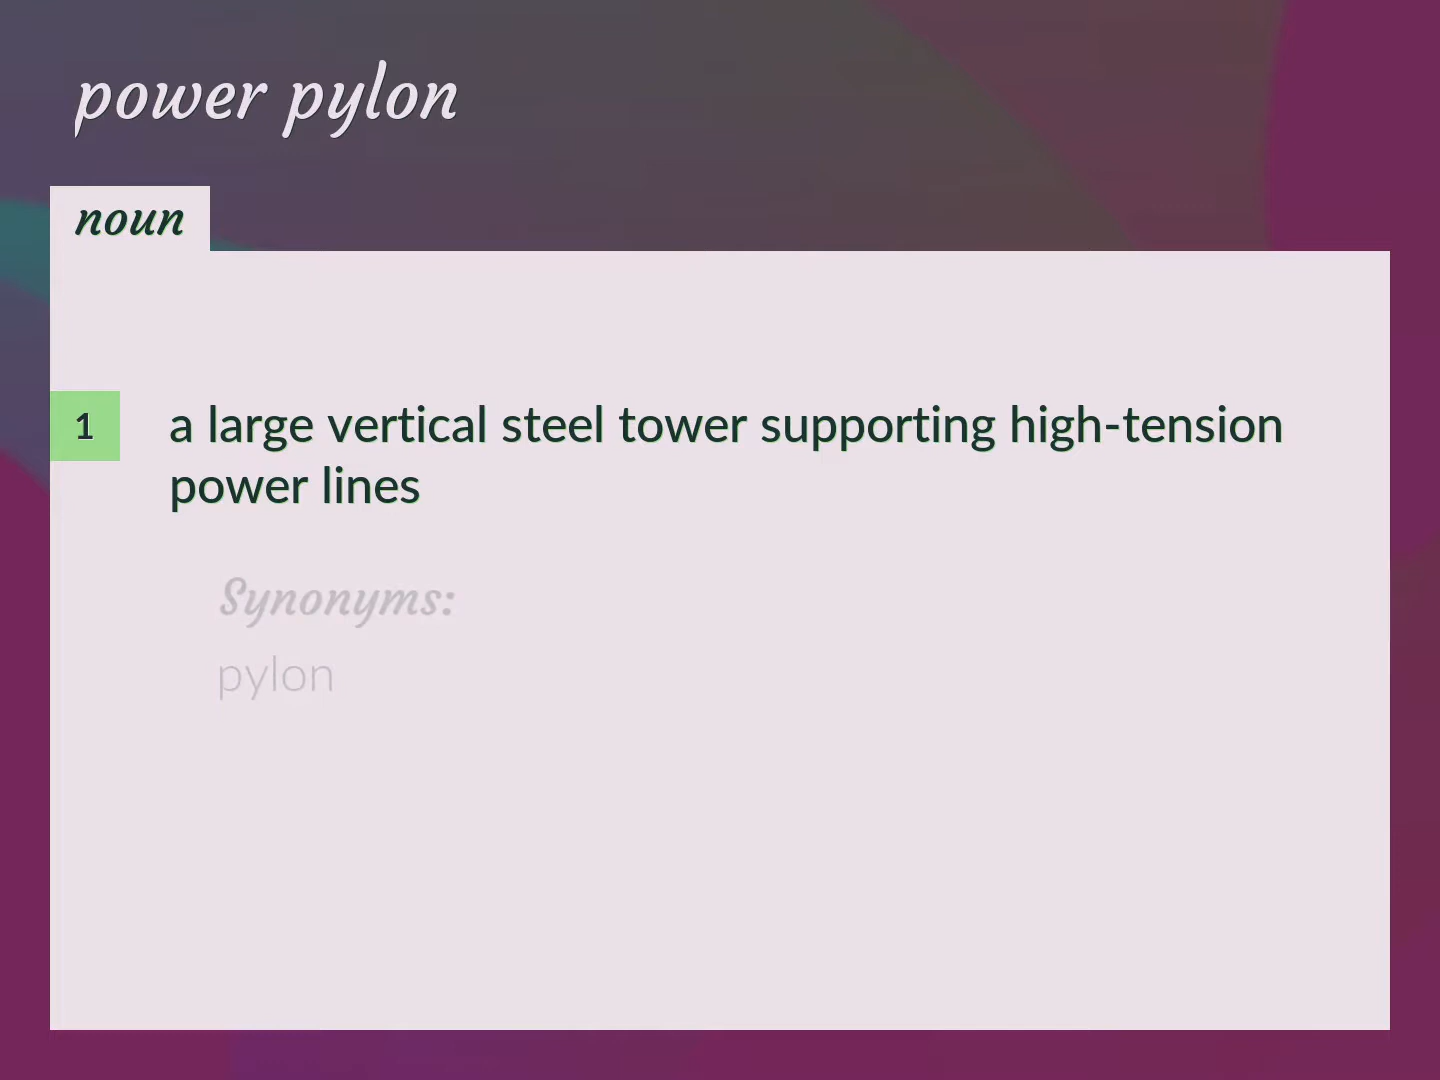 power pylon
noun
1 a large vertical steel tower supporting high-tension
power lines
Synonyms:
pylon